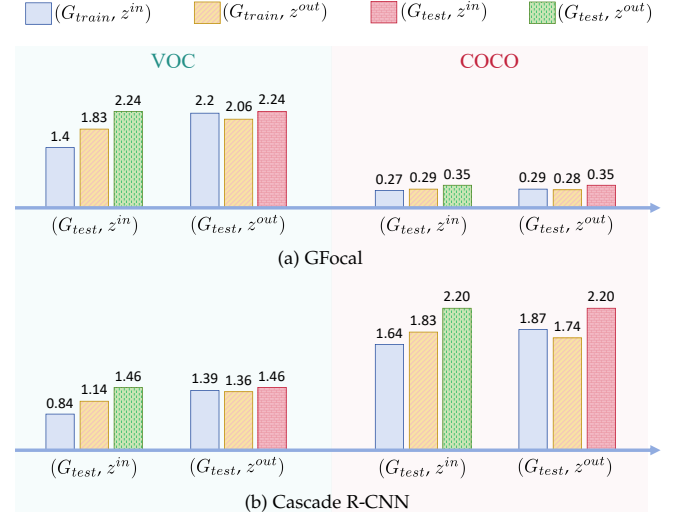 (G_train, z^in) (G_train, z^out) (G_test, z^in) (G_test, z^out)
VOC COCO
1.4 1.83 2.24 2.2 2.06 2.24 0.27 0.29 0.35 0.29 0.28 0.35
(G_test, z^in) (G_test, z^out) (G_test, z^in) (G_test, z^out)
(a) GFocal
0.84 1.14 1.46 1.39 1.36 1.46 1.64 1.83 2.20 1.87 1.74 2.20
(G_test, z^in) (G_test, z^out) (G_test, z^in) (G_test, z^out)
(b) Cascade R-CNN